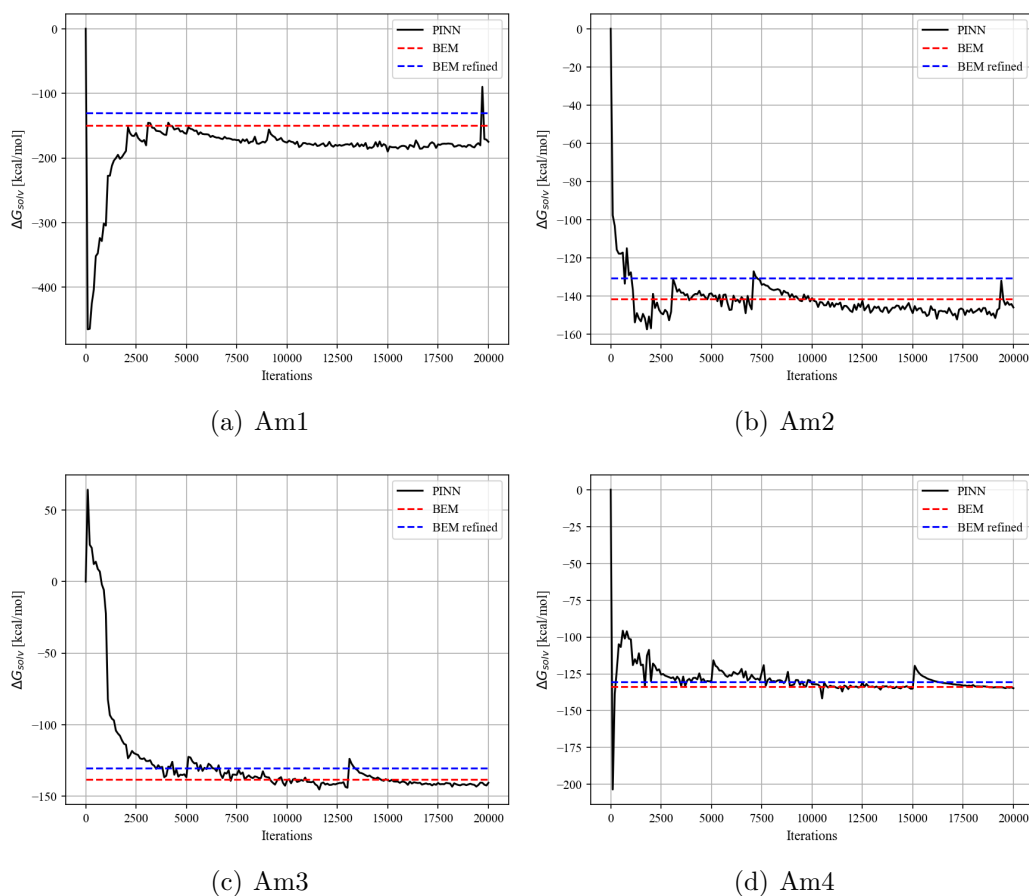 0
−100
−200
−300
−400
ΔG_solv [kcal/mol]
PINN
BEM
BEM refined
0 2500 5000 7500 10000 12500 15000 17500 20000
Iterations
(a) Am1
0
−20
−40
−60
−80
−100
−120
−140
−160
ΔG_solv [kcal/mol]
PINN
BEM
BEM refined
0 2500 5000 7500 10000 12500 15000 17500 20000
Iterations
(b) Am2
50
0
−50
−100
−150
ΔG_solv [kcal/mol]
PINN
BEM
BEM refined
0 2500 5000 7500 10000 12500 15000 17500 20000
Iterations
(c) Am3
0
−25
−50
−75
−100
−125
−150
−175
−200
ΔG_solv [kcal/mol]
PINN
BEM
BEM refined
0 2500 5000 7500 10000 12500 15000 17500 20000
Iterations
(d) Am4